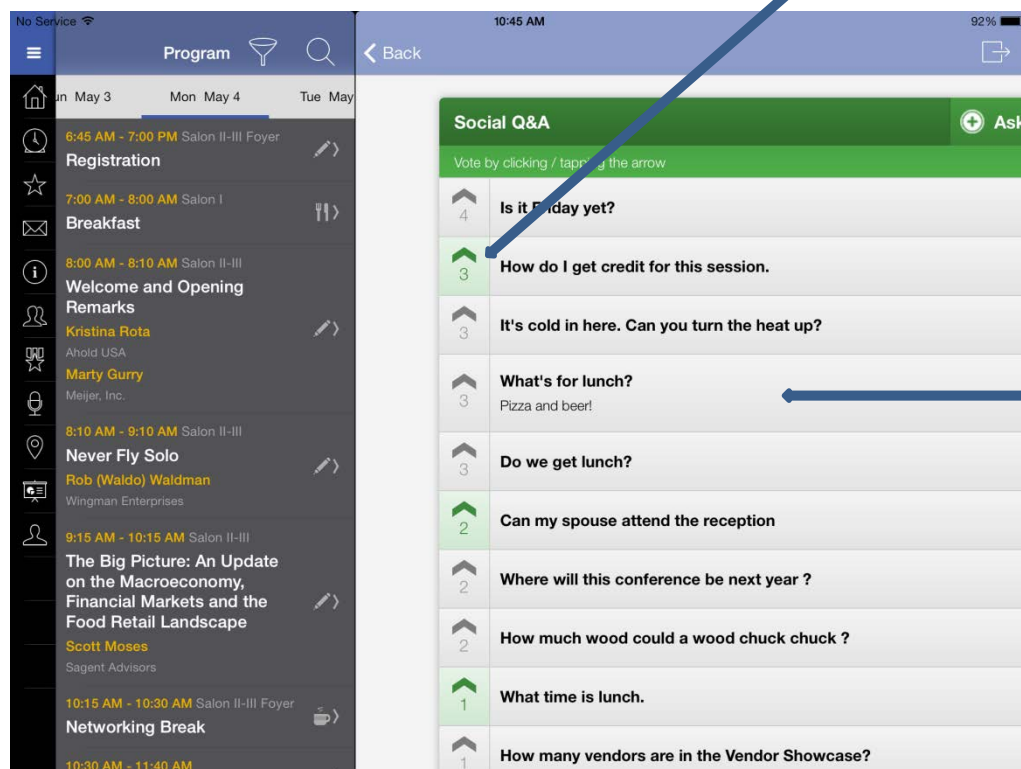 No Service 10:45 AM 92%
Program
Back
un May 3 Mon May 4 Tue May
6:45 AM - 7:00 PM Salon II-III Foyer
Registration
7:00 AM - 8:00 AM Salon I
Breakfast
8:00 AM - 8:10 AM Salon II-III
Welcome and Opening
Remarks
Kristina Rota
Ahold USA
Marty Gurry
Meijer, Inc.
8:10 AM - 9:10 AM Salon II-III
Never Fly Solo
Rob (Waldo) Waldman
Wingman Enterprises
9:15 AM - 10:15 AM Salon II-III
The Big Picture: An Update
on the Macroeconomy,
Financial Markets and the
Food Retail Landscape
Scott Moses
Sagent Advisors
10:15 AM - 10:30 AM Salon II-III Foyer
Networking Break
10:30 AM - 11:40 AM
Social Q&A
Ask
Vote by clicking / tapping the arrow
4 Is it Friday yet?
3 How do I get credit for this session.
3 It's cold in here. Can you turn the heat up?
3 What's for lunch?
Pizza and beer!
3 Do we get lunch?
2 Can my spouse attend the reception
2 Where will this conference be next year ?
2 How much wood could a wood chuck chuck ?
1 What time is lunch.
1 How many vendors are in the Vendor Showcase?